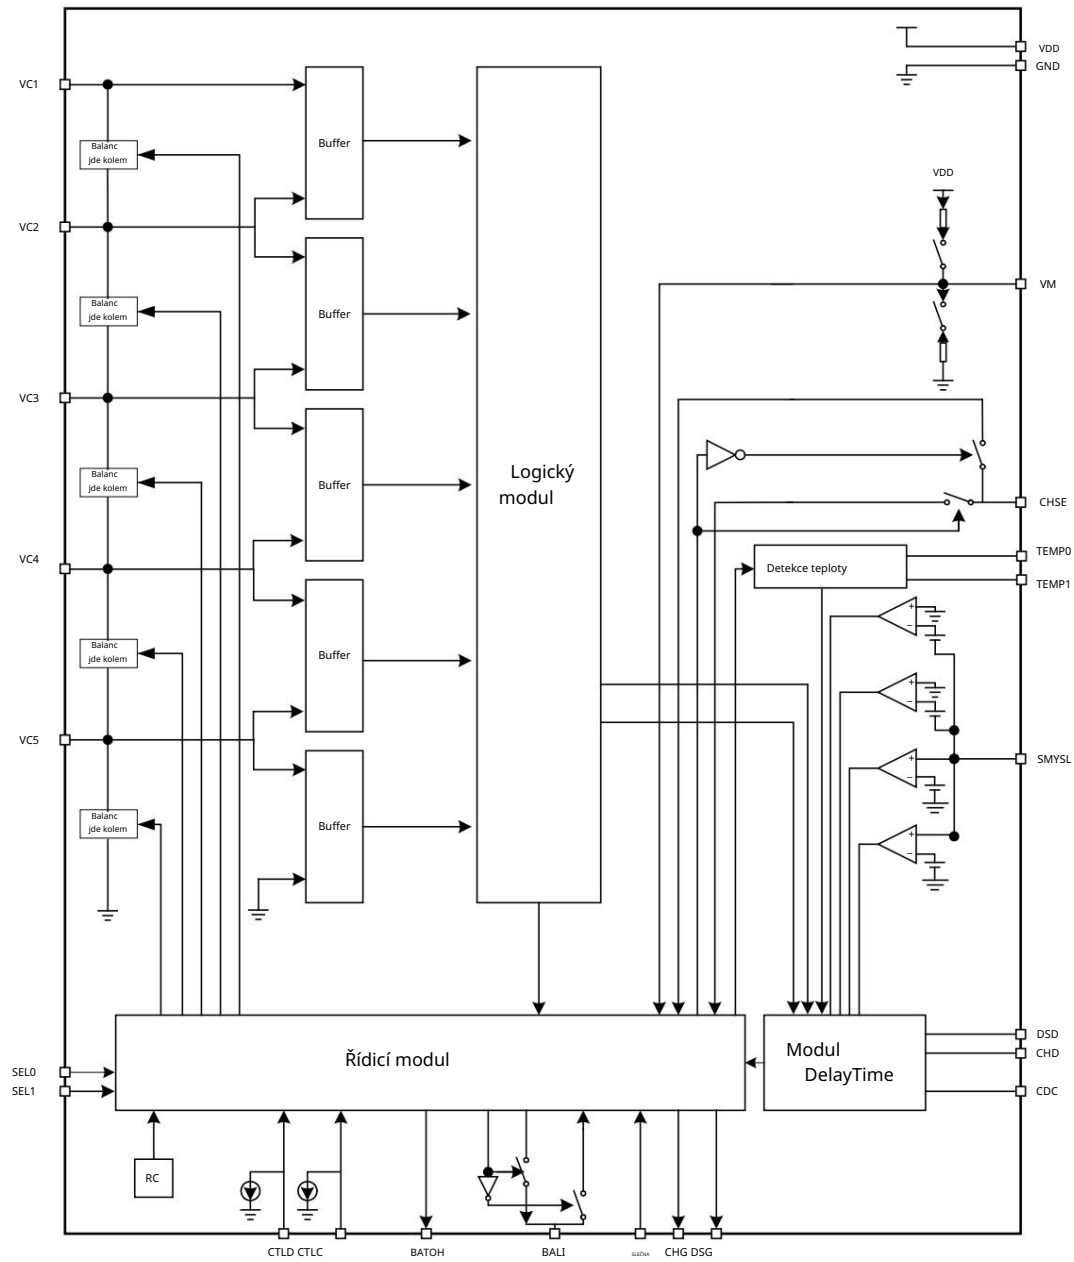 VDD
GND
VC1
Balanc
jde kolem
Buffer
VDD
VC2
Balanc
jde kolem
Buffer
VM
VC3
Balanc
jde kolem
Buffer
Logický
modul
CHSE
VC4
Detekce teploty
TEMP0
TEMP1
+
−
Balanc
jde kolem
Buffer
+
−
VC5
SMYSL
+
−
Balanc
jde kolem
Buffer
+
−
SEL0
SEL1
Řídicí modul
Modul
DelayTime
DSD
CHD
CDC
RC
CTLD CTLC
BATOH
BALI
SLEČNA
CHG DSG